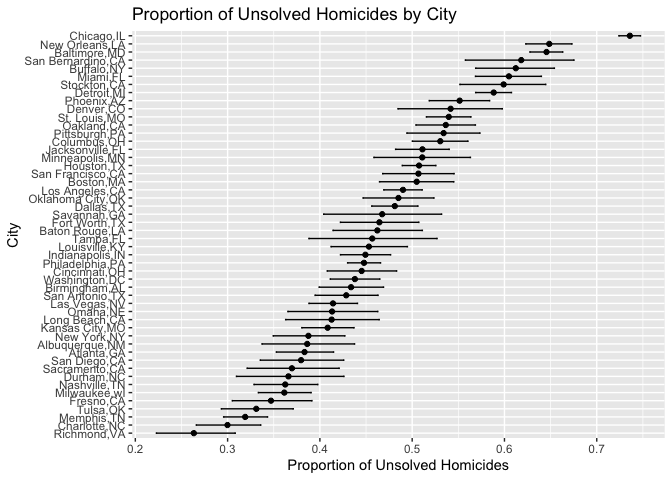 Proportion of Unsolved Homicides by City
Chicago,IL
New Orleans,LA
Baltimore,MD
San Bernardino,CA
Buffalo,NY
Miami,FL
Stockton,CA
Detroit,MI
Phoenix,AZ
Denver,CO
St. Louis,MO
Oakland,CA
Pittsburgh,PA
Columbus,OH
Jacksonville,FL
Minneapolis,MN
Houston,TX
San Francisco,CA
Boston,MA
Los Angeles,CA
Oklahoma City,OK
Dallas,TX
Savannah,GA
Fort Worth,TX
Baton Rouge,LA
Tampa,FL
Louisville,KY
Indianapolis,IN
Philadelphia,PA
Cincinnati,OH
Washington,DC
Birmingham,AL
San Antonio,TX
Las Vegas,NV
Omaha,NE
Long Beach,CA
Kansas City,MO
New York,NY
Albuquerque,NM
Atlanta,GA
San Diego,CA
Sacramento,CA
Durham,NC
Nashville,TN
Milwaukee,wI
Fresno,CA
Tulsa,OK
Memphis,TN
Charlotte,NC
Richmond,VA
City
0.2 0.3 0.4 0.5 0.6 0.7
Proportion of Unsolved Homicides